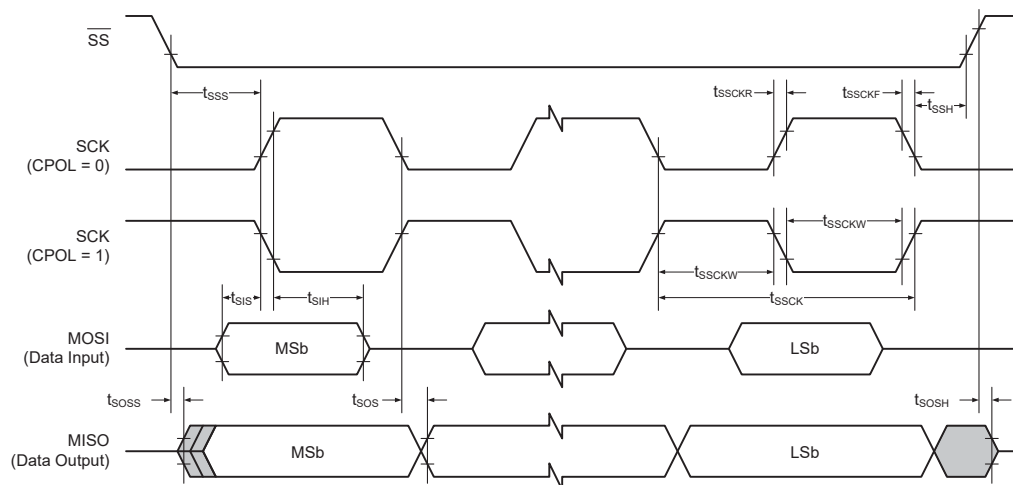 SS
tSSS
tSSCKR
tSSCKF
tSSH
SCK
(CPOL = 0)
SCK
(CPOL = 1)
tSSCKW
tSSCKW
tSSCK
tSIS
tSIH
MOSI
(Data Input)
MSb
LSb
tSOSS
tSOS
tSOSH
MISO
(Data Output)
MSb
LSb